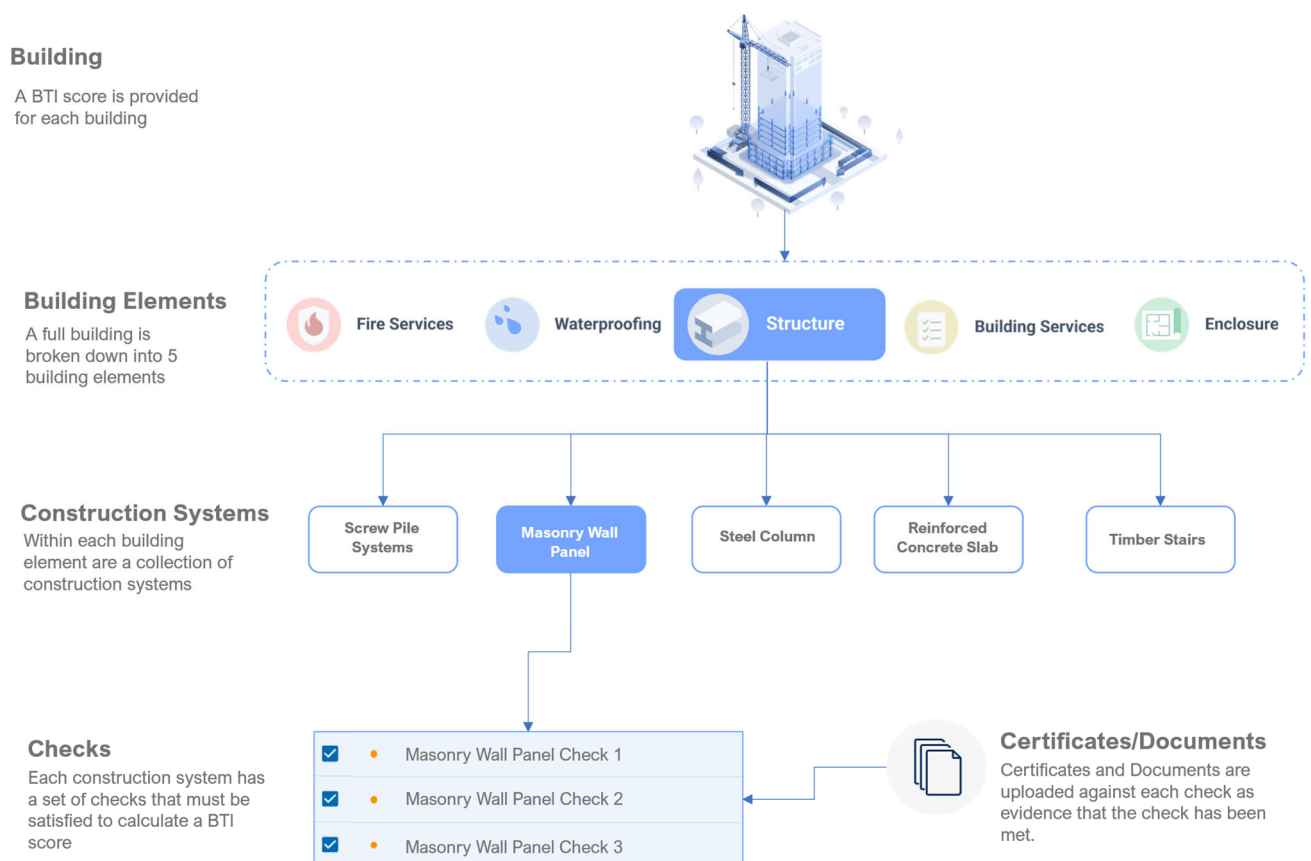 Building
A BTI score is provided
for each building
Building Elements
A full building is
broken down into 5
building elements
Fire Services
Waterproofing
Structure
Building Services
Enclosure
Construction Systems
Within each building
element are a collection of
construction systems
Screw Pile
Systems
Masonry Wall
Panel
Steel Column
Reinforced
Concrete Slab
Timber Stairs
Checks
Each construction system has
a set of checks that must be
satisfied to calculate a BTI
score
Masonry Wall Panel Check 1
Masonry Wall Panel Check 2
Masonry Wall Panel Check 3
Certificates/Documents
Certificates and Documents are
uploaded against each check as
evidence that the check has been
met.